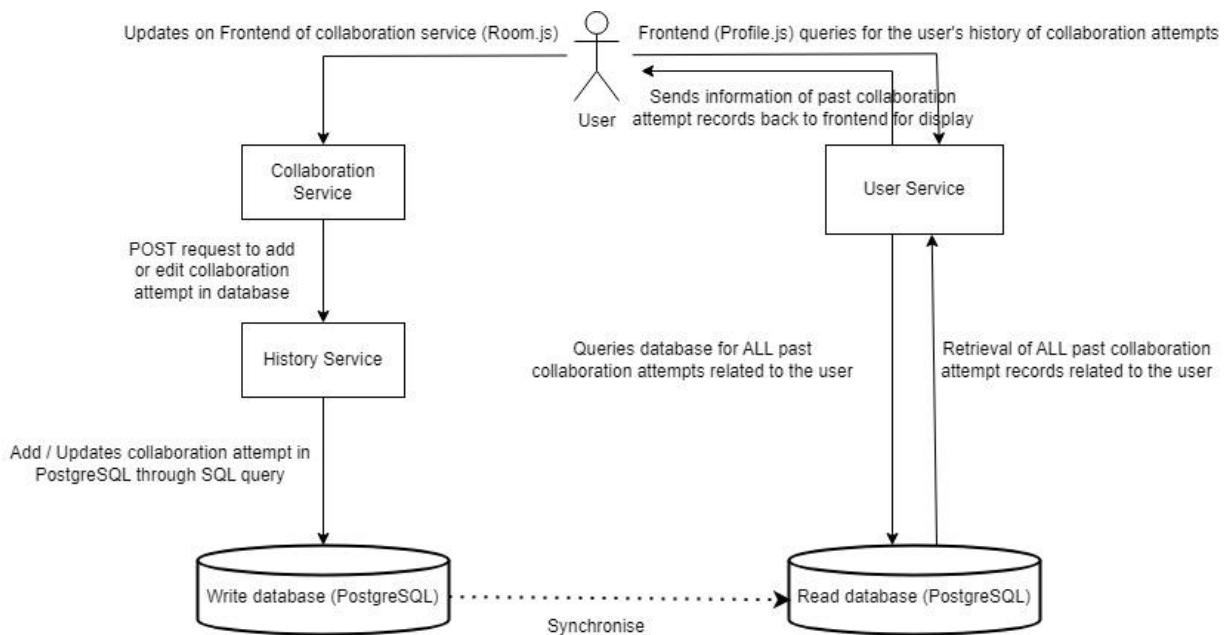 Updates on Frontend of collaboration service (Room.js)
Frontend (Profile.js) queries for the user's history of collaboration attempts
Sends information of past collaboration
attempt records back to frontend for display
User
Collaboration
Service
User Service
POST request to add
or edit collaboration
attempt in database
History Service
Queries database for ALL past
collaboration attempts related to the user
Retrieval of ALL past collaboration
attempt records related to the user
Add / Updates collaboration attempt in
PostgreSQL through SQL query
Write database (PostgreSQL)
Read database (PostgreSQL)
Synchronise